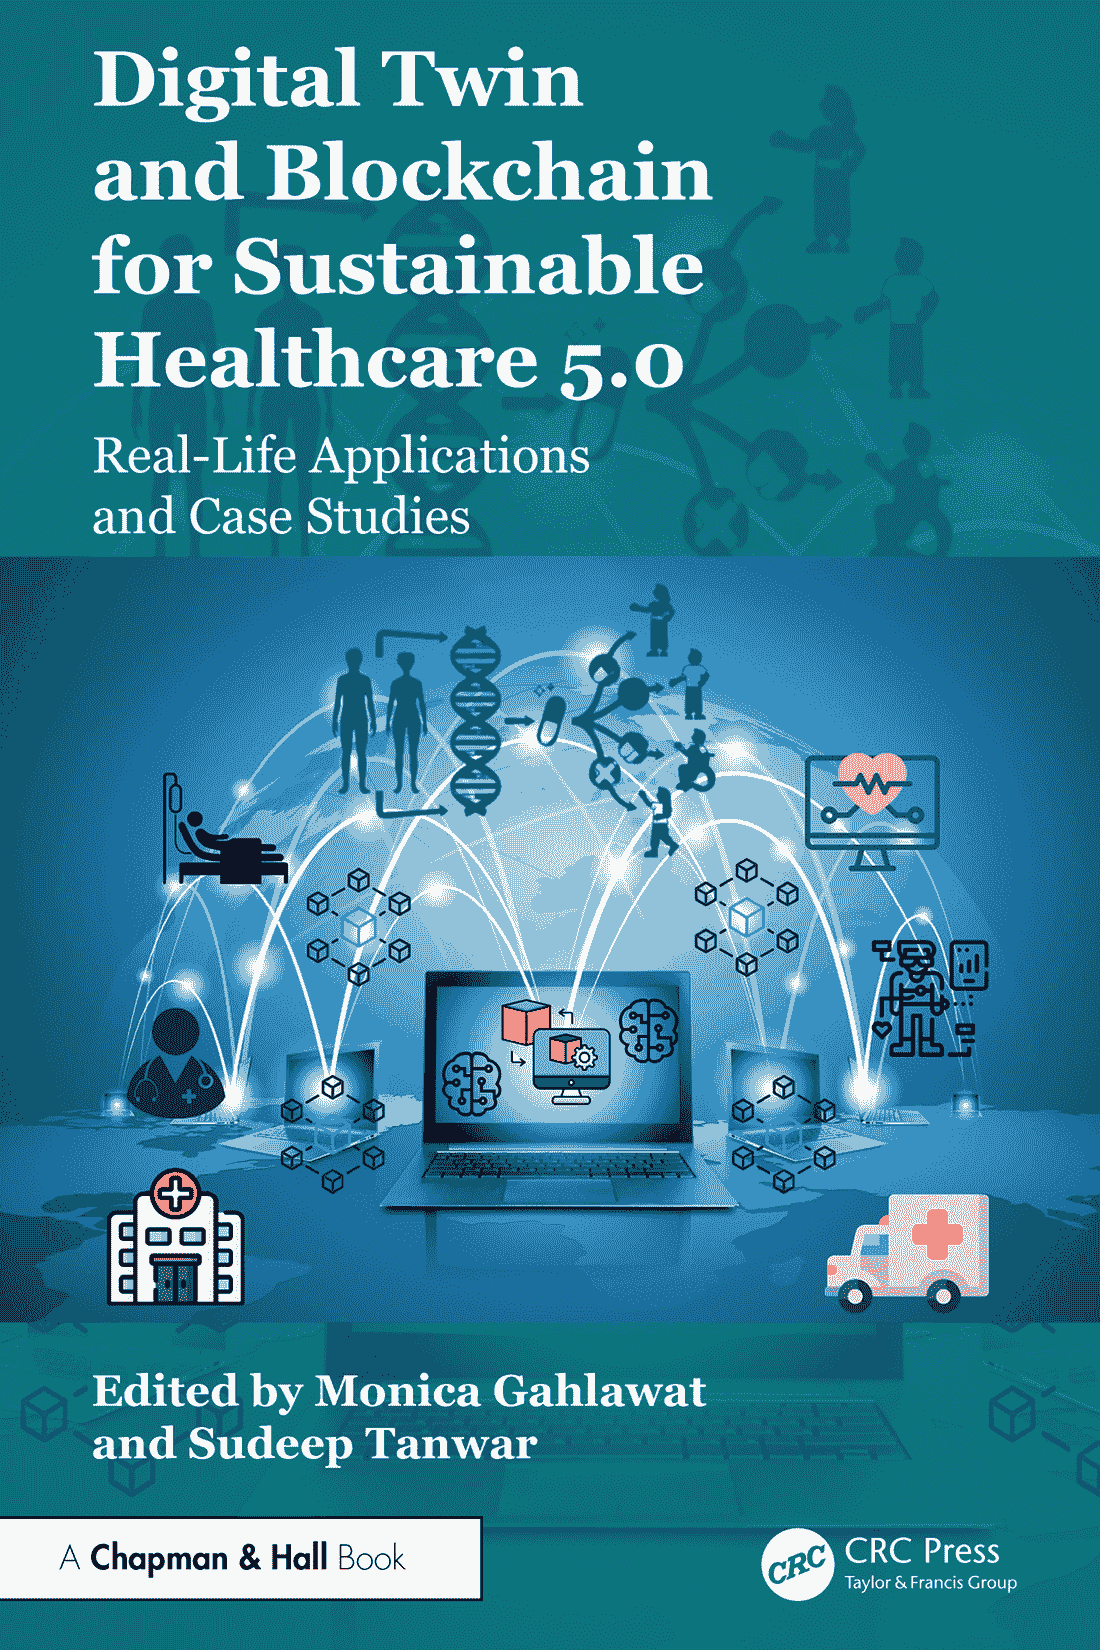 Digital Twin
and Blockchain
for Sustainable
Healthcare 5.0
Real-Life Applications
and Case Studies
Edited by Monica Gahlawat
and Sudeep Tanwar
A Chapman & Hall Book
CRC
CRC Press
Taylor & Francis Group